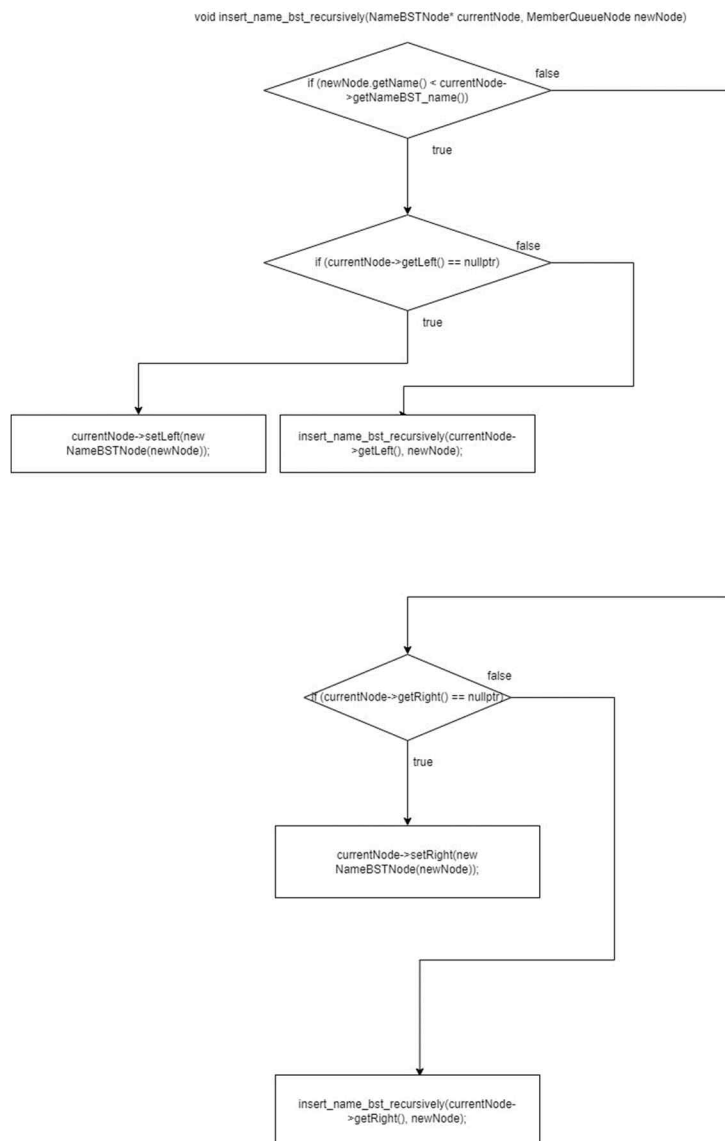 void insert_name_bst_recursively(NameBSTNode* currentNode, MemberQueueNode newNode)
false
if (newNode.getName() < currentNode-
>getNameBST_name())
true
false
if (currentNode->getLeft() == nullptr)
true
currentNode->setLeft(new
NameBSTNode(newNode));
insert_name_bst_recursively(currentNode-
>getLeft(), newNode);
false
if (currentNode->getRight() == nullptr)
true
currentNode->setRight(new
NameBSTNode(newNode));
insert_name_bst_recursively(currentNode-
>getRight(), newNode);